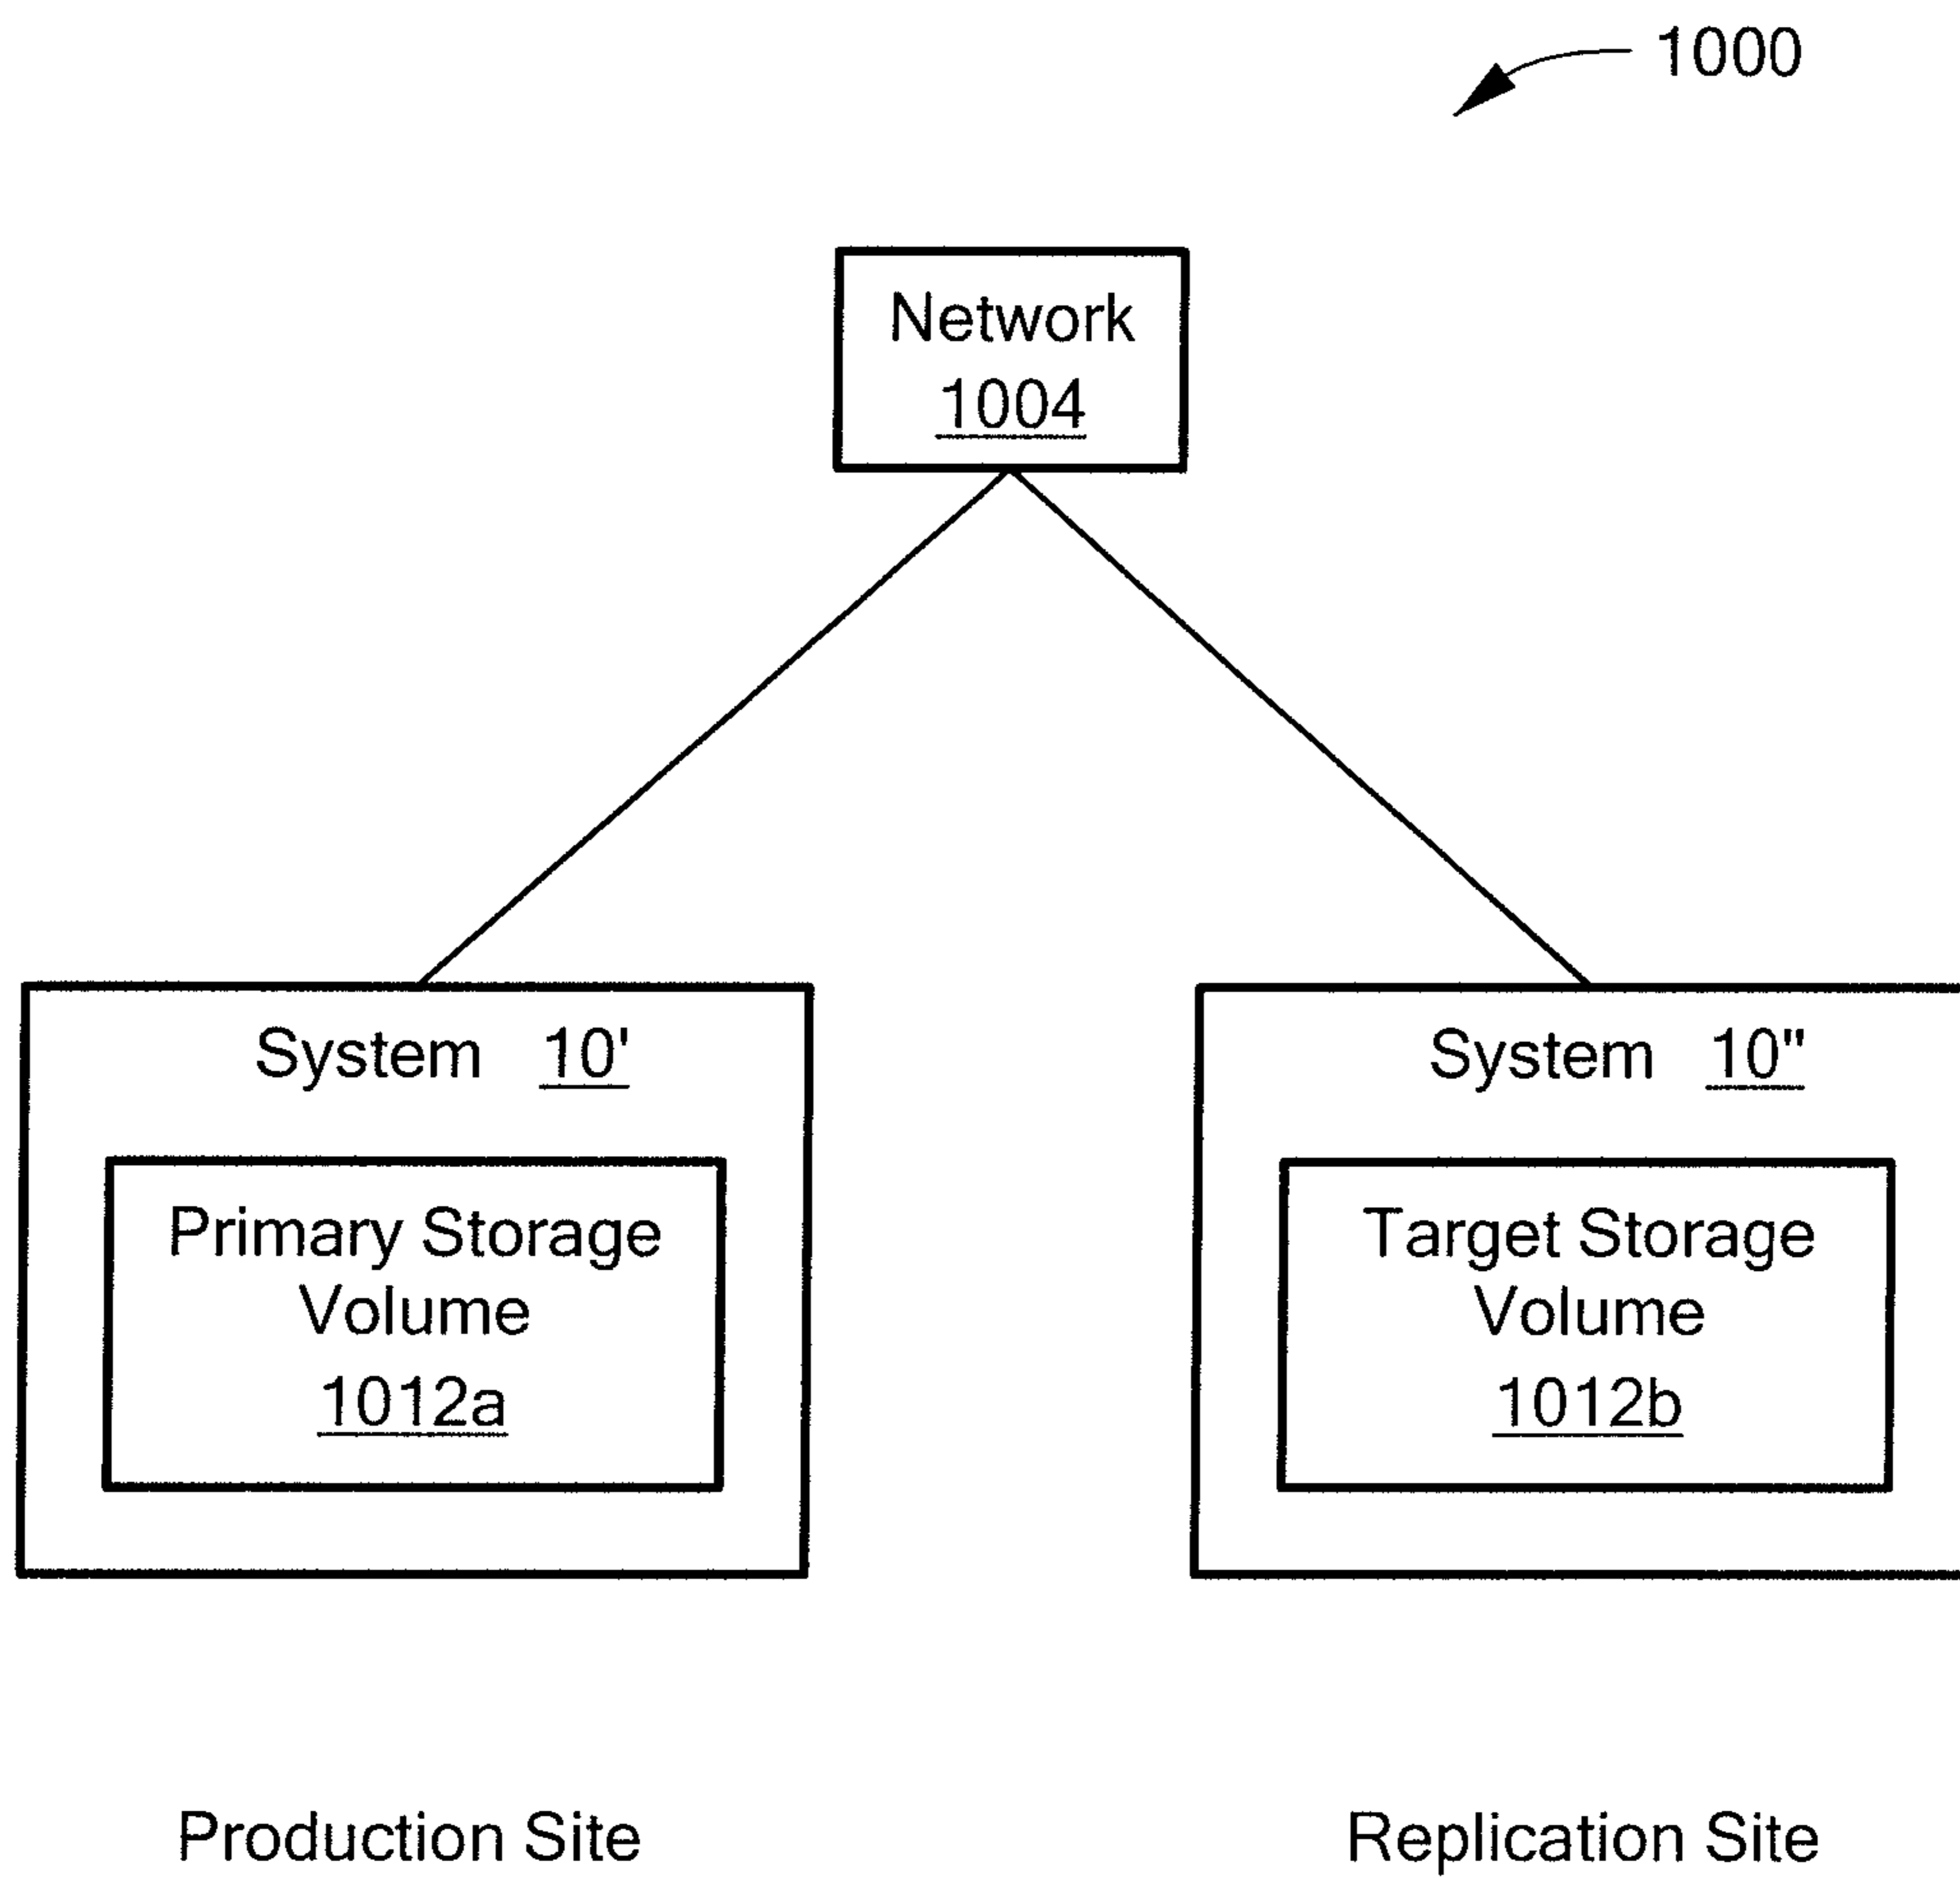 1000
Network
1004
System 10'
Primary Storage
Volume
1012a
System 10"
Target Storage
Volume
1012b
Production Site
Replication Site